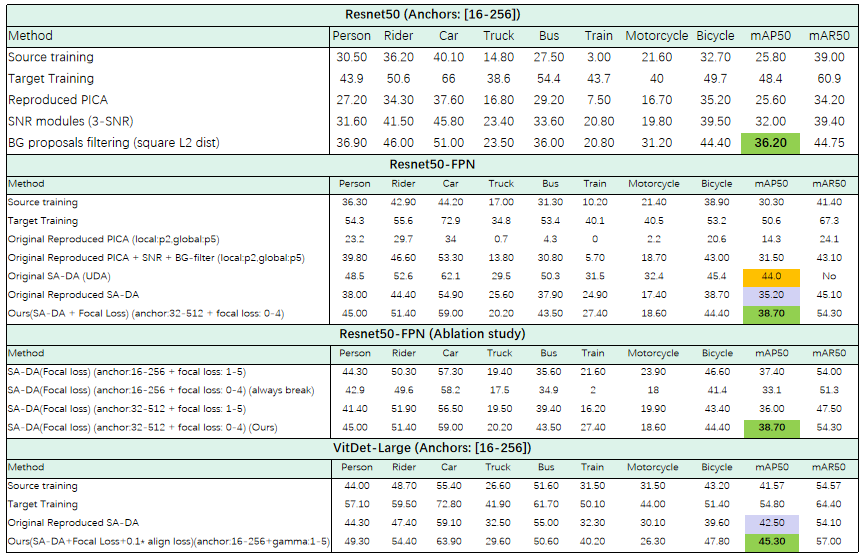 Resnet50 (Anchors: [16-256])
Method Person Rider Car Truck Bus Train Motorcycle Bicycle mAP50 mAR50
Source training 30.50 36.20 40.10 14.80 27.50 3.00 21.60 32.70 25.80 39.00
Target Training 43.9 50.6 66 38.6 54.4 43.7 40 49.7 48.4 60.9
Reproduced PICA 27.20 34.30 37.60 16.80 29.20 7.50 16.70 35.20 25.60 34.20
SNR modules (3-SNR) 31.60 41.50 45.80 23.40 33.60 20.80 19.80 39.50 32.00 39.40
BG proposals filtering (square L2 dist) 36.90 46.00 51.00 23.50 36.00 20.80 31.20 44.40 36.20 44.75
Resnet50-FPN
Method Person Rider Car Truck Bus Train Motorcycle Bicycle mAP50 mAR50
Source training 36.30 42.90 44.20 17.00 31.30 10.20 21.40 38.90 30.30 41.40
Target Training 54.3 55.6 72.9 34.8 53.4 40.1 40.5 53.2 50.6 67.3
Original Reproduced PICA (local:p2,global:p5) 23.2 29.7 34 0.7 4.3 0 2.2 20.6 14.3 24.1
Original Reproduced PICA + SNR + BG-filter (local:p2,global:p5) 39.80 46.60 53.30 13.80 30.80 5.70 18.70 43.00 31.50 43.10
Original SA-DA (UDA) 48.5 52.6 62.1 29.5 50.3 31.5 32.4 45.4 44.0 No
Original Reproduced SA-DA 38.00 44.40 54.90 25.60 37.90 24.90 17.40 38.70 35.20 45.10
Ours(SA-DA + Focal Loss) (anchor:32-512 + focal loss: 0-4) 45.00 51.40 59.00 20.20 43.50 27.40 18.60 44.40 38.70 54.30
Resnet50-FPN (Ablation study)
SA-DA(Focal loss) (anchor:16-256 + focal loss: 1-5) 44.30 50.30 57.30 19.40 35.60 21.60 23.90 46.60 37.40 54.00
SA-DA(Focal loss) (anchor:16-256 + focal loss: 0-4) (always break) 42.9 49.6 58.2 17.5 34.9 2 18 41.4 33.1 51.3
SA-DA(Focal loss) (anchor:32-512 + focal loss: 1-5) 41.40 51.90 56.50 19.50 39.40 16.20 19.90 43.40 36.00 47.50
SA-DA(Focal loss) (anchor:32-512 + focal loss: 0-4) (Ours) 45.00 51.40 59.00 20.20 43.50 27.40 18.60 44.40 38.70 54.30
VitDet-Large (Anchors: [16-256])
Method Person Rider Car Truck Bus Train Motorcycle Bicycle mAP50 mAR50
Source training 44.00 48.70 55.40 26.60 51.60 31.50 31.50 43.20 41.57 54.57
Target Training 57.10 59.50 72.80 41.90 61.70 50.10 44.00 51.40 54.80 64.40
Original Reproduced SA-DA 44.30 47.40 59.10 32.50 55.00 32.30 30.10 39.60 42.50 54.10
Ours(SA-DA+Focal Loss+0.1* align loss)(anchor:16-256+gamma:1-5) 49.30 54.40 63.90 29.60 50.60 40.20 26.30 47.80 45.30 57.00